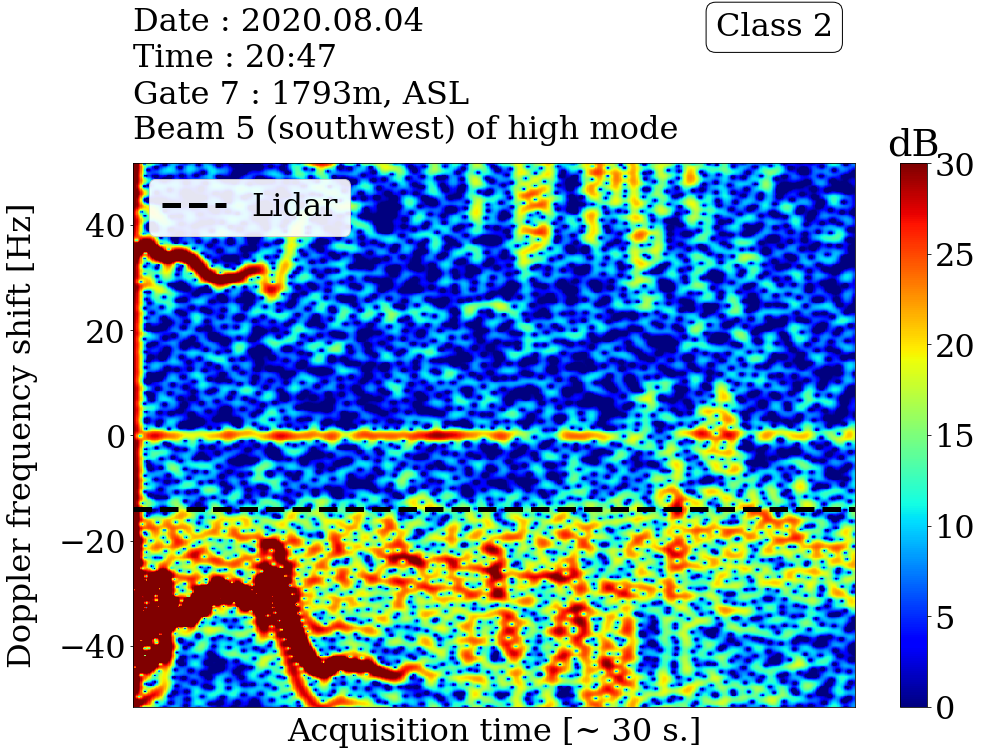 Date : 2020.08.04
Time : 20:47
Gate 7 : 1793m, ASL
Beam 5 (southwest) of high mode
Class 2
dB
Lidar
Doppler frequency shift [Hz]
40
20
0
−20
−40
30
25
20
15
10
5
0
Acquisition time [~ 30 s.]